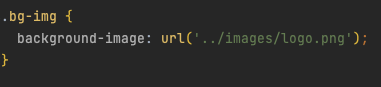 .bg-img {
  background-image: url('../images/logo.png');
}